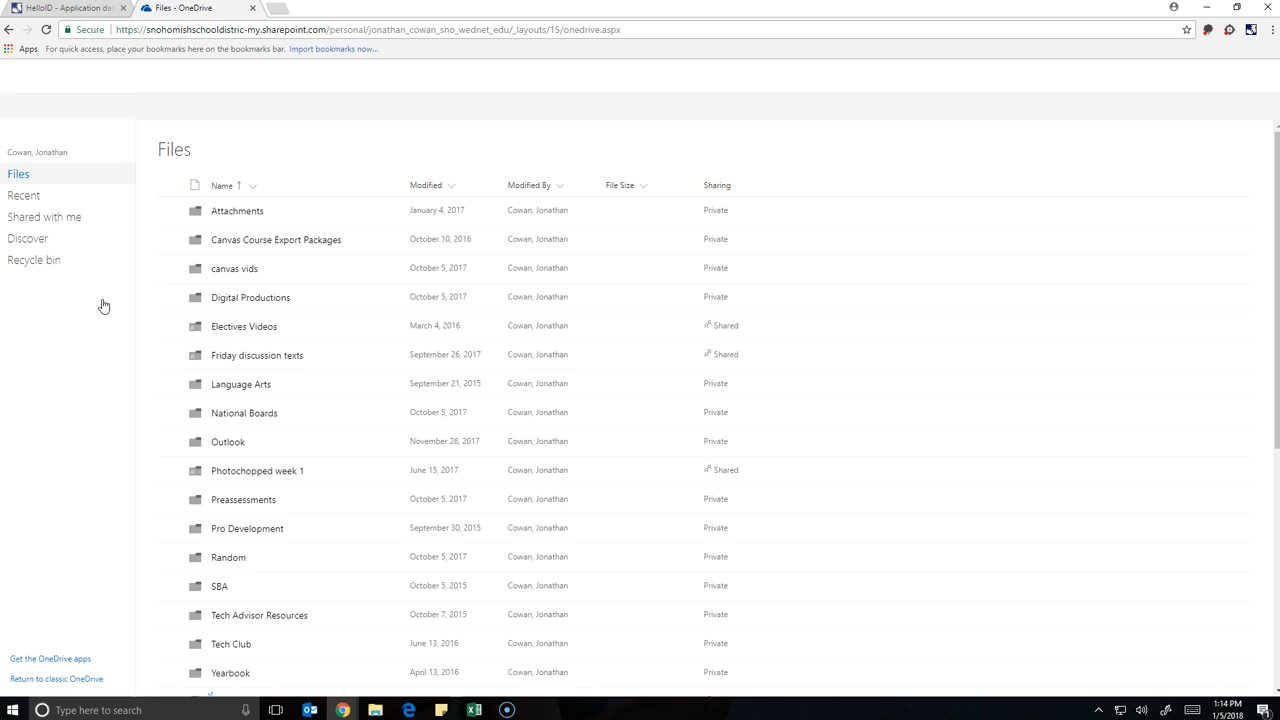 HelloID - Application da
Files - OneDrive
Secure
https://snohomishschooldistric-my.sharepoint.com/personal/jonathan_cowan_sno_wednet_edu/_layouts/15/onedrive.aspx
Apps
For quick access, place your bookmarks here on the bookmarks bar. Import bookmarks now...
Cowan, Jonathan
Files
Recent
Shared with me
Discover
Recycle bin
Get the OneDrive apps
Return to classic OneDrive
Files
Name Modified Modified By File Size Sharing
Attachments January 4, 2017 Cowan, Jonathan Private
Canvas Course Export Packages October 10, 2016 Cowan, Jonathan Private
canvas vids October 5, 2017 Cowan, Jonathan Private
Digital Productions October 5, 2017 Cowan, Jonathan Private
Electives Videos March 4, 2016 Cowan, Jonathan Shared
Friday discussion texts September 26, 2017 Cowan, Jonathan Shared
Language Arts September 21, 2015 Cowan, Jonathan Private
National Boards October 5, 2017 Cowan, Jonathan Private
Outlook November 28, 2017 Cowan, Jonathan Private
Photochopped week 1 June 15, 2017 Cowan, Jonathan Shared
Preassessments October 5, 2017 Cowan, Jonathan Private
Pro Development September 30, 2015 Cowan, Jonathan Private
Random October 5, 2017 Cowan, Jonathan Private
SBA October 5, 2015 Cowan, Jonathan Private
Tech Advisor Resources October 7, 2015 Cowan, Jonathan Private
Tech Club June 13, 2016 Cowan, Jonathan Private
Yearbook April 13, 2016 Cowan, Jonathan Private
Type here to search
1:14 PM
1/5/2018